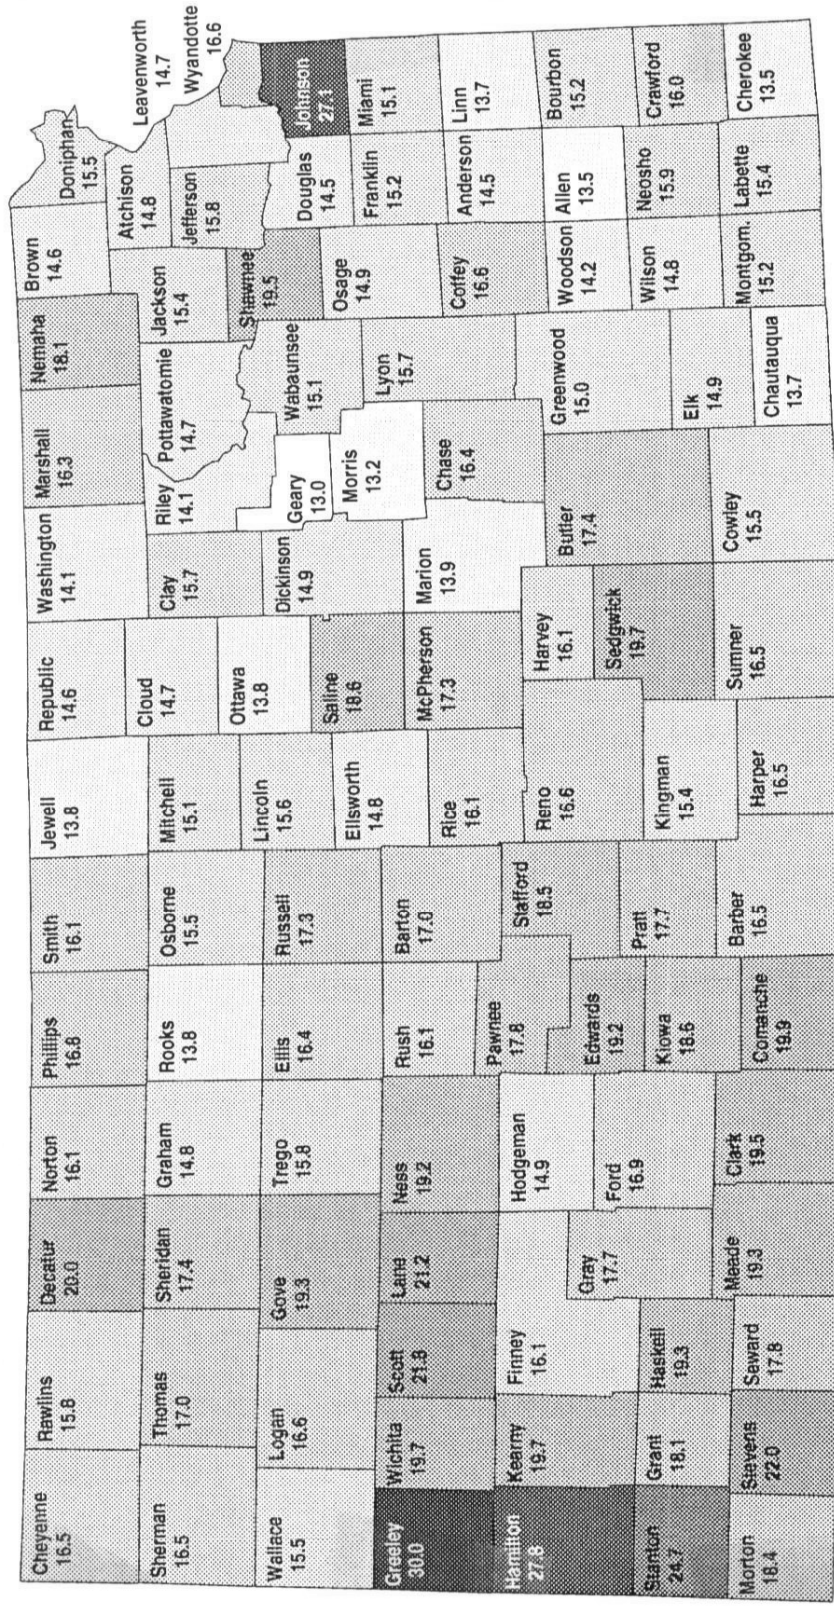 Cheyenne
16.5
Rawlins
15.8
Decatur
20.0
Norton
16.1
Phillips
16.8
Smith
16.1
Jewell
13.8
Republic
14.6
Washington
14.1
Marshall
16.3
Nemaha
18.1
Brown
14.6
Doniphan
15.5
Sherman
16.5
Thomas
17.0
Sheridan
17.4
Graham
14.8
Rooks
13.8
Osborne
15.5
Mitchell
15.1
Cloud
14.7
Clay
15.7
Riley
14.1
Pottawatomie
14.7
Jackson
15.4
Atchison
14.8
Jefferson
15.8
Leavenworth
14.7
Wyandotte
16.6
Wallace
15.5
Logan
16.6
Gove
19.3
Trego
15.8
Ellis
16.4
Russell
17.3
Lincoln
15.6
Ottawa
13.8
Saline
18.6
Dickinson
14.9
Geary
13.0
Morris
13.2
Wabaunsee
15.1
Shawnee
19.5
Osage
14.9
Douglas
14.5
Johnson
27.1
Greeley
30.0
Wichita
19.7
Scott
21.3
Lane
21.2
Ness
19.2
Rush
16.1
Barton
17.0
Ellsworth
14.8
Rice
16.1
McPherson
17.3
Marion
13.9
Chase
16.4
Lyon
15.7
Coffey
16.6
Franklin
15.2
Miami
15.1
Anderson
14.5
Linn
13.7
Hamilton
27.8
Kearny
19.7
Finney
16.1
Gray
17.7
Hodgeman
14.9
Ford
16.9
Pawnee
17.8
Edwards
19.2
Stafford
18.5
Reno
16.6
Harvey
16.1
Sedgwick
19.7
Butler
17.4
Greenwood
15.0
Woodson
14.2
Allen
13.5
Bourbon
15.2
Stanton
24.7
Grant
18.1
Haskell
19.3
Kiowa
18.6
Pratt
17.7
Kingman
15.4
Elk
14.9
Wilson
14.8
Neosho
15.9
Crawford
16.0
Morton
18.4
Stevens
22.0
Seward
17.8
Meade
19.3
Clark
19.5
Comanche
19.9
Barber
16.5
Harper
16.5
Sumner
16.5
Cowley
15.5
Chautauqua
13.7
Montgom.
15.2
Labette
15.4
Cherokee
13.5